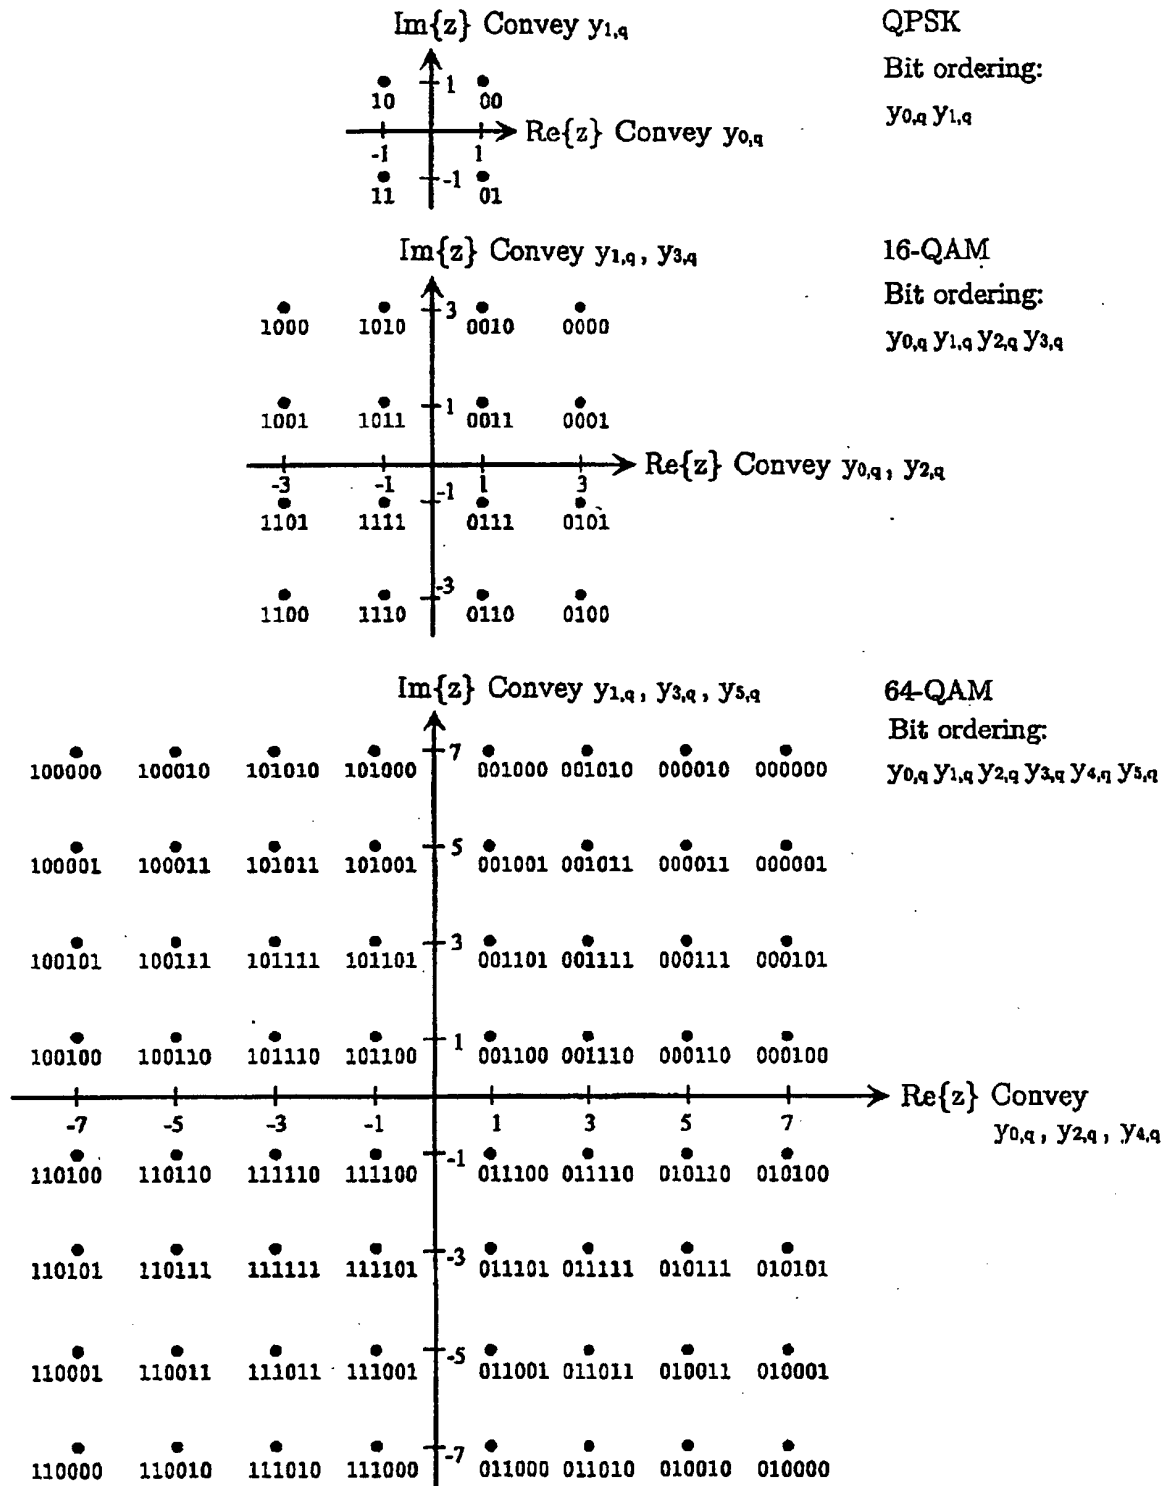 Im{z} Convey y1,q
QPSK
Bit ordering:
y0,q y1,q
1
10 00
Re{z} Convey y0,q
-1 1
-1
11 01
Im{z} Convey y1,q, y3,q
16-QAM
Bit ordering:
y0,q y1,q y2,q y3,q
3
1000 1010 0010 0000
1
1001 1011 0011 0001
Re{z} Convey y0,q, y2,q
-3 -1 1 3
-1
1101 1111 0111 0101
-3
1100 1110 0110 0100
Im{z} Convey y1,q, y3,q, y5,q
64-QAM
Bit ordering:
y0,q y1,q y2,q y3,q y4,q y5,q
7
100000 100010 101010 101000 001000 001010 000010 000000
5
100001 100011 101011 101001 001001 001011 000011 000001
3
100101 100111 101111 101101 001101 001111 000111 000101
1
100100 100110 101110 101100 001100 001110 000110 000100
Re{z} Convey
y0,q, y2,q, y4,q
-7 -5 -3 -1 1 3 5 7
-1
110100 110110 111110 111100 011100 011110 010110 010100
-3
110101 110111 111111 111101 011101 011111 010111 010101
-5
110001 110011 111011 111001 011001 011011 010011 010001
-7
110000 110010 111010 111000 011000 011010 010010 010000